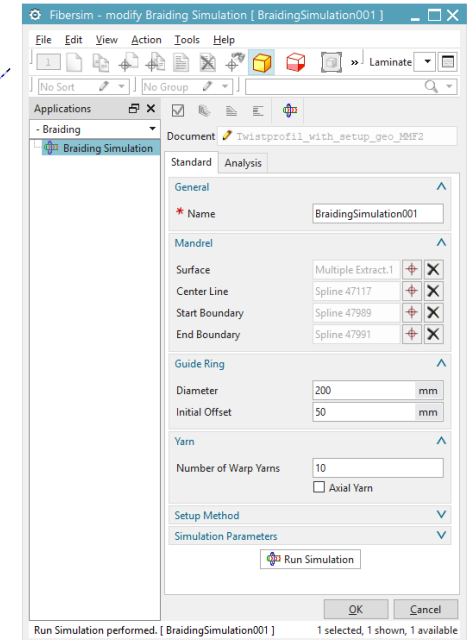 Fibersim - modify Braiding Simulation [ BraidingSimulation001 ]
File Edit View Action Tools Help
1 » Laminate
No Sort No Group
Applications
- Braiding
Braiding Simulation
Document Twistprofil_with_setup_geo_MMF2
Standard Analysis
General
* Name BraidingSimulation001
Mandrel
Surface Multiple Extract.1
Center Line Spline 47117
Start Boundary Spline 47989
End Boundary Spline 47991
Guide Ring
Diameter 200 mm
Initial Offset 50 mm
Yarn
Number of Warp Yarns 10
Axial Yarn
Setup Method
Simulation Parameters
Run Simulation
OK Cancel
Run Simulation performed. [ BraidingSimulation001 ] 1 selected, 1 shown, 1 available